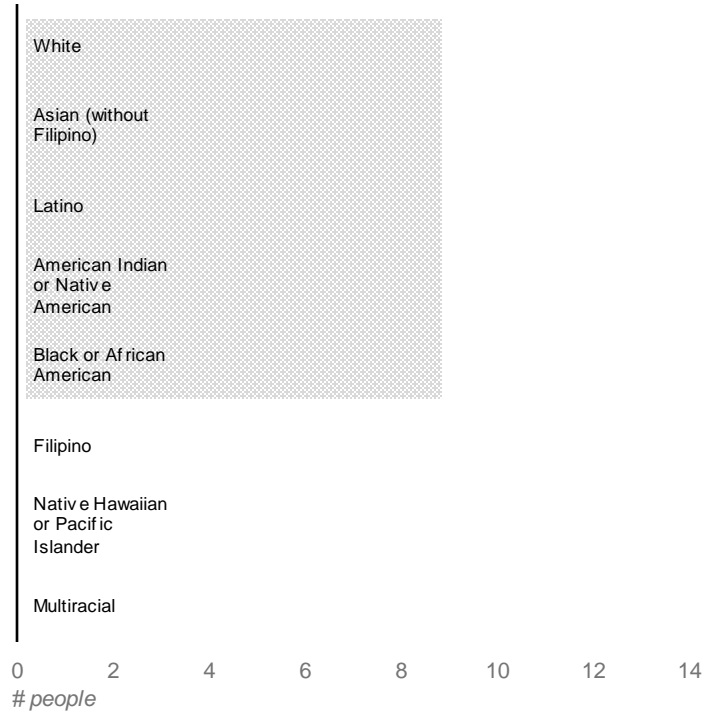 White
Asian (without
Filipino)
Latino
American Indian
or Native
American
Black or African
American
Filipino
Native Hawaiian
or Pacific
Islander
Multiracial
0 2 4 6 8 10 12 14
# people